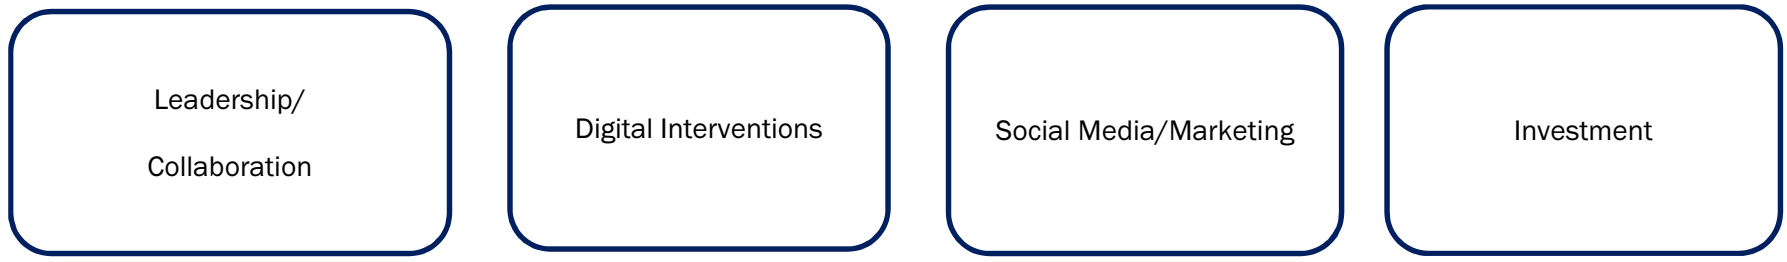 Leadership/
Collaboration
Digital Interventions
Social Media/Marketing
Investment